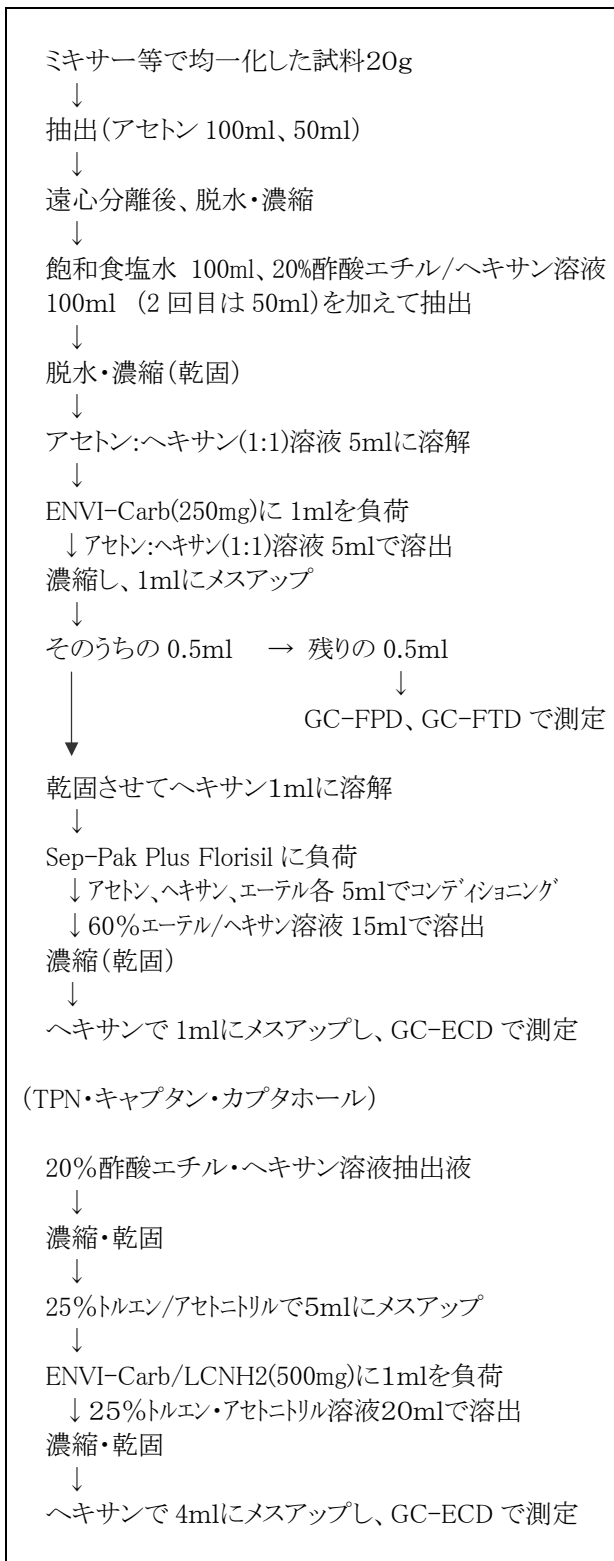 ミキサー等で均一化した試料20g
↓
抽出(アセトン 100ml、50ml)
↓
遠心分離後、脱水・濃縮
↓
飽和食塩水 100ml、20%酢酸エチル/ヘキサン溶液
100ml (2 回目は 50ml)を加えて抽出
↓
脱水・濃縮(乾固)
↓
アセトン:ヘキサン(1:1)溶液 5mlに溶解
↓
ENVI-Carb(250mg)に 1mlを負荷
↓アセトン:ヘキサン(1:1)溶液 5mlで溶出
濃縮し、1mlにメスアップ
↓
そのうちの 0.5ml → 残りの 0.5ml
↓
GC-FPD、GC-FTD で測定
乾固させてヘキサン1mlに溶解
↓
Sep-Pak Plus Florisil に負荷
↓アセトン、ヘキサン、エーテル各 5mlでコンディショニング
↓60%エーテル/ヘキサン溶液 15mlで溶出
濃縮(乾固)
↓
ヘキサンで 1mlにメスアップし、GC-ECD で測定
(TPN・キャプタン・カプタホール)
20%酢酸エチル・ヘキサン溶液抽出液
↓
濃縮・乾固
↓
25%トルエン/アセトニトリルで5mlにメスアップ
↓
ENVI-Carb/LCNH2(500mg)に1mlを負荷
↓25%トルエン・アセトニトリル溶液20mlで溶出
濃縮・乾固
↓
ヘキサンで 4mlにメスアップし、GC-ECD で測定